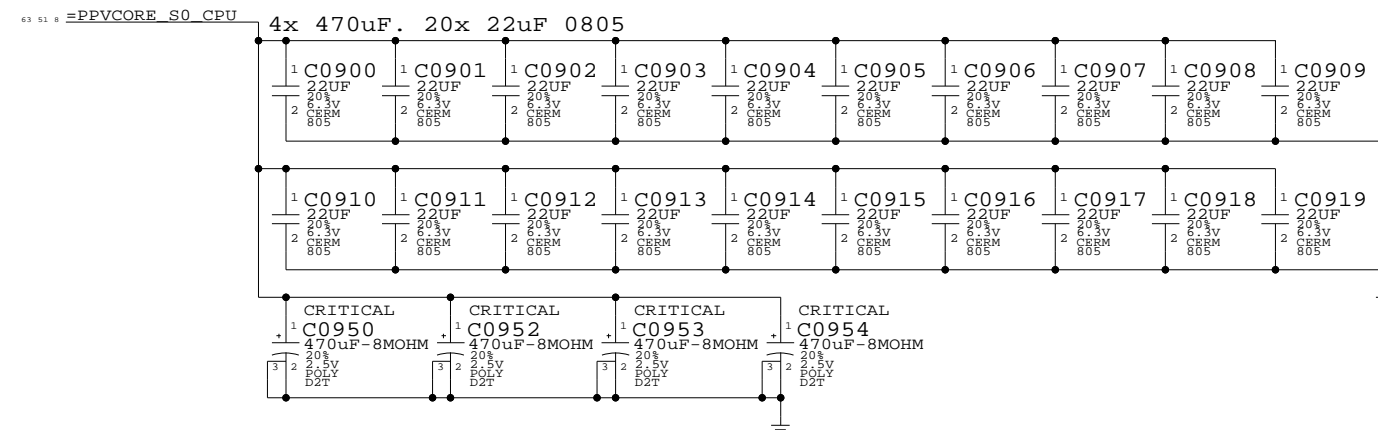 63 51 8 =PPVCORE_S0_CPU
4x 470uF. 20x 22uF 0805
1 C0900 1 C0901 1 C0902 1 C0903 1 C0904 1 C0905 1 C0906 1 C0907 1 C0908 1 C0909
22UF 22UF 22UF 22UF 22UF 22UF 22UF 22UF 22UF 22UF
20% 20% 20% 20% 20% 20% 20% 20% 20% 20%
2 6.3V 2 6.3V 2 6.3V 2 6.3V 2 6.3V 2 6.3V 2 6.3V 2 6.3V 2 6.3V 2 6.3V
CERM CERM CERM CERM CERM CERM CERM CERM CERM CERM
805 805 805 805 805 805 805 805 805 805
1 C0910 1 C0911 1 C0912 1 C0913 1 C0914 1 C0915 1 C0916 1 C0917 1 C0918 1 C0919
22UF 22UF 22UF 22UF 22UF 22UF 22UF 22UF 22UF 22UF
20% 20% 20% 20% 20% 20% 20% 20% 20% 20%
2 6.3V 2 6.3V 2 6.3V 2 6.3V 2 6.3V 2 6.3V 2 6.3V 2 6.3V 2 6.3V 2 6.3V
CERM CERM CERM CERM CERM CERM CERM CERM CERM CERM
805 805 805 805 805 805 805 805 805 805
CRITICAL CRITICAL CRITICAL CRITICAL
1 C0950 1 C0952 1 C0953 1 C0954
+ 470uF-8MOHM + 470uF-8MOHM + 470uF-8MOHM + 470uF-8MOHM
20% 20% 20% 20%
3 2 2.5V 3 2 2.5V 3 2 2.5V 3 2 2.5V
POLY POLY POLY POLY
D2T D2T D2T D2T